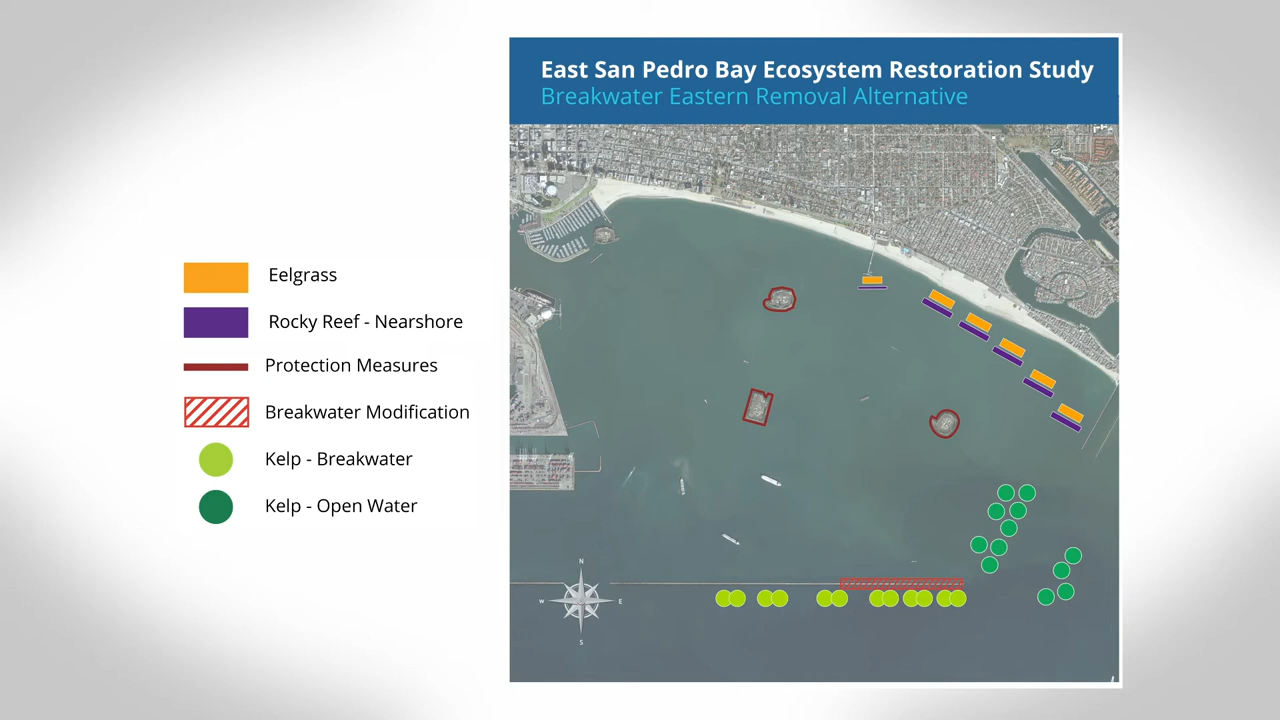 East San Pedro Bay Ecosystem Restoration Study
Breakwater Eastern Removal Alternative
Eelgrass
Rocky Reef - Nearshore
Protection Measures
Breakwater Modification
Kelp - Breakwater
Kelp - Open Water
N
W E
S